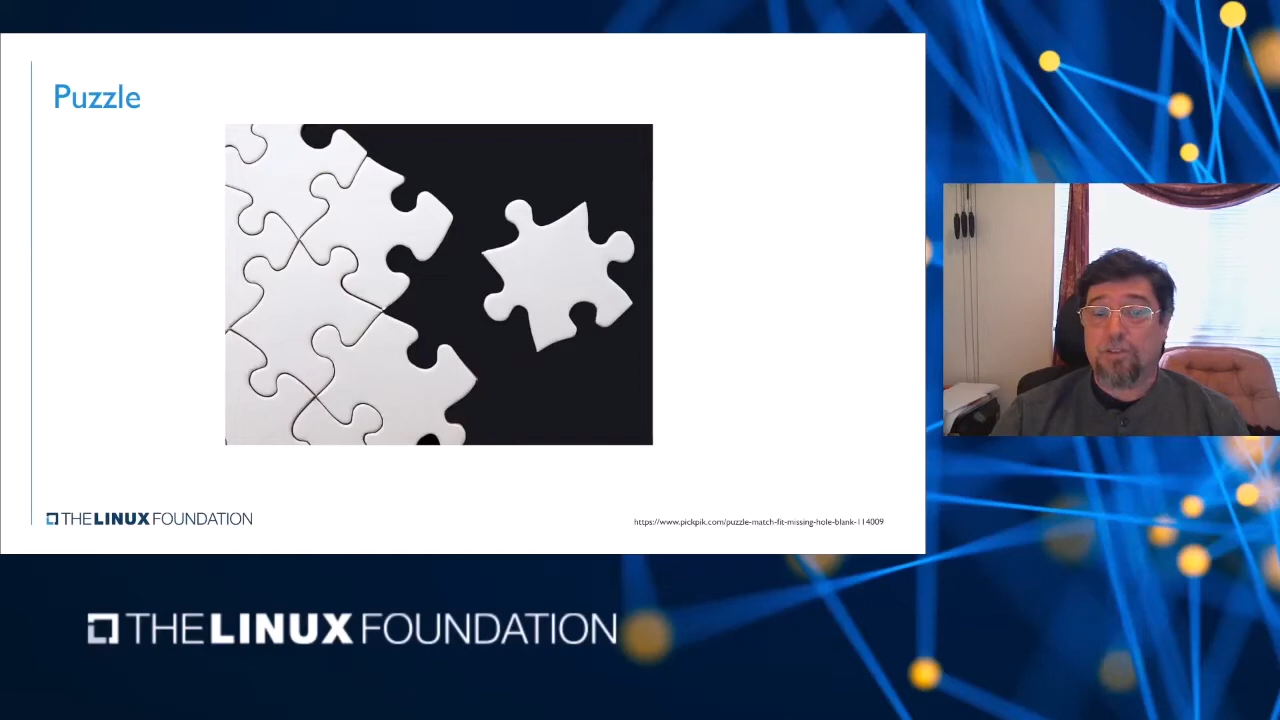 Puzzle
THE LINUX FOUNDATION
https://www.pickpik.com/puzzle-match-fit-missing-hole-blank-114009
THE LINUX FOUNDATION